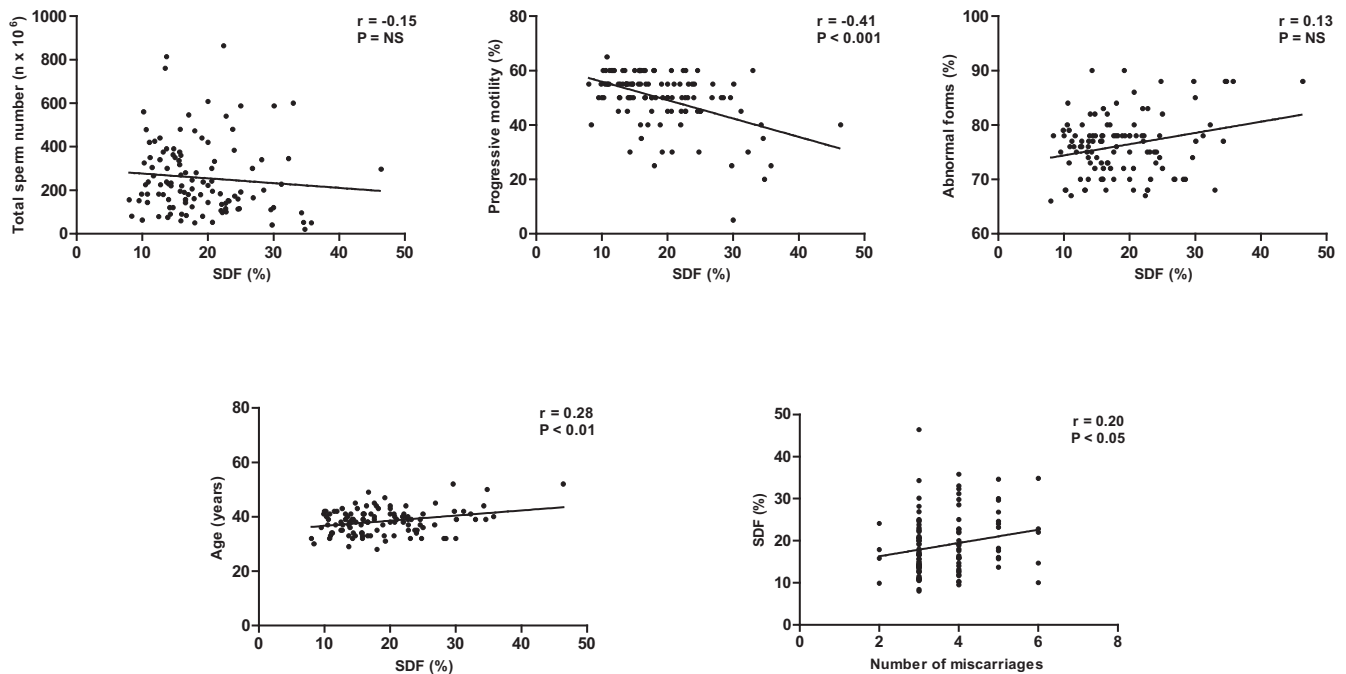 r = -0.15
P = NS
Total sperm number (n x 10⁶)
1000
800
600
400
200
0
0 10 20 30 40 50
SDF (%)
r = -0.41
P < 0.001
Progressive motility (%)
80
60
40
20
0
0 10 20 30 40 50
SDF (%)
r = 0.13
P = NS
Abnormal forms (%)
100
90
80
70
60
0 10 20 30 40 50
SDF (%)
r = 0.28
P < 0.01
Age (years)
80
60
40
20
0
0 10 20 30 40 50
SDF (%)
r = 0.20
P < 0.05
SDF (%)
50
40
30
20
10
0
0 2 4 6 8
Number of miscarriages